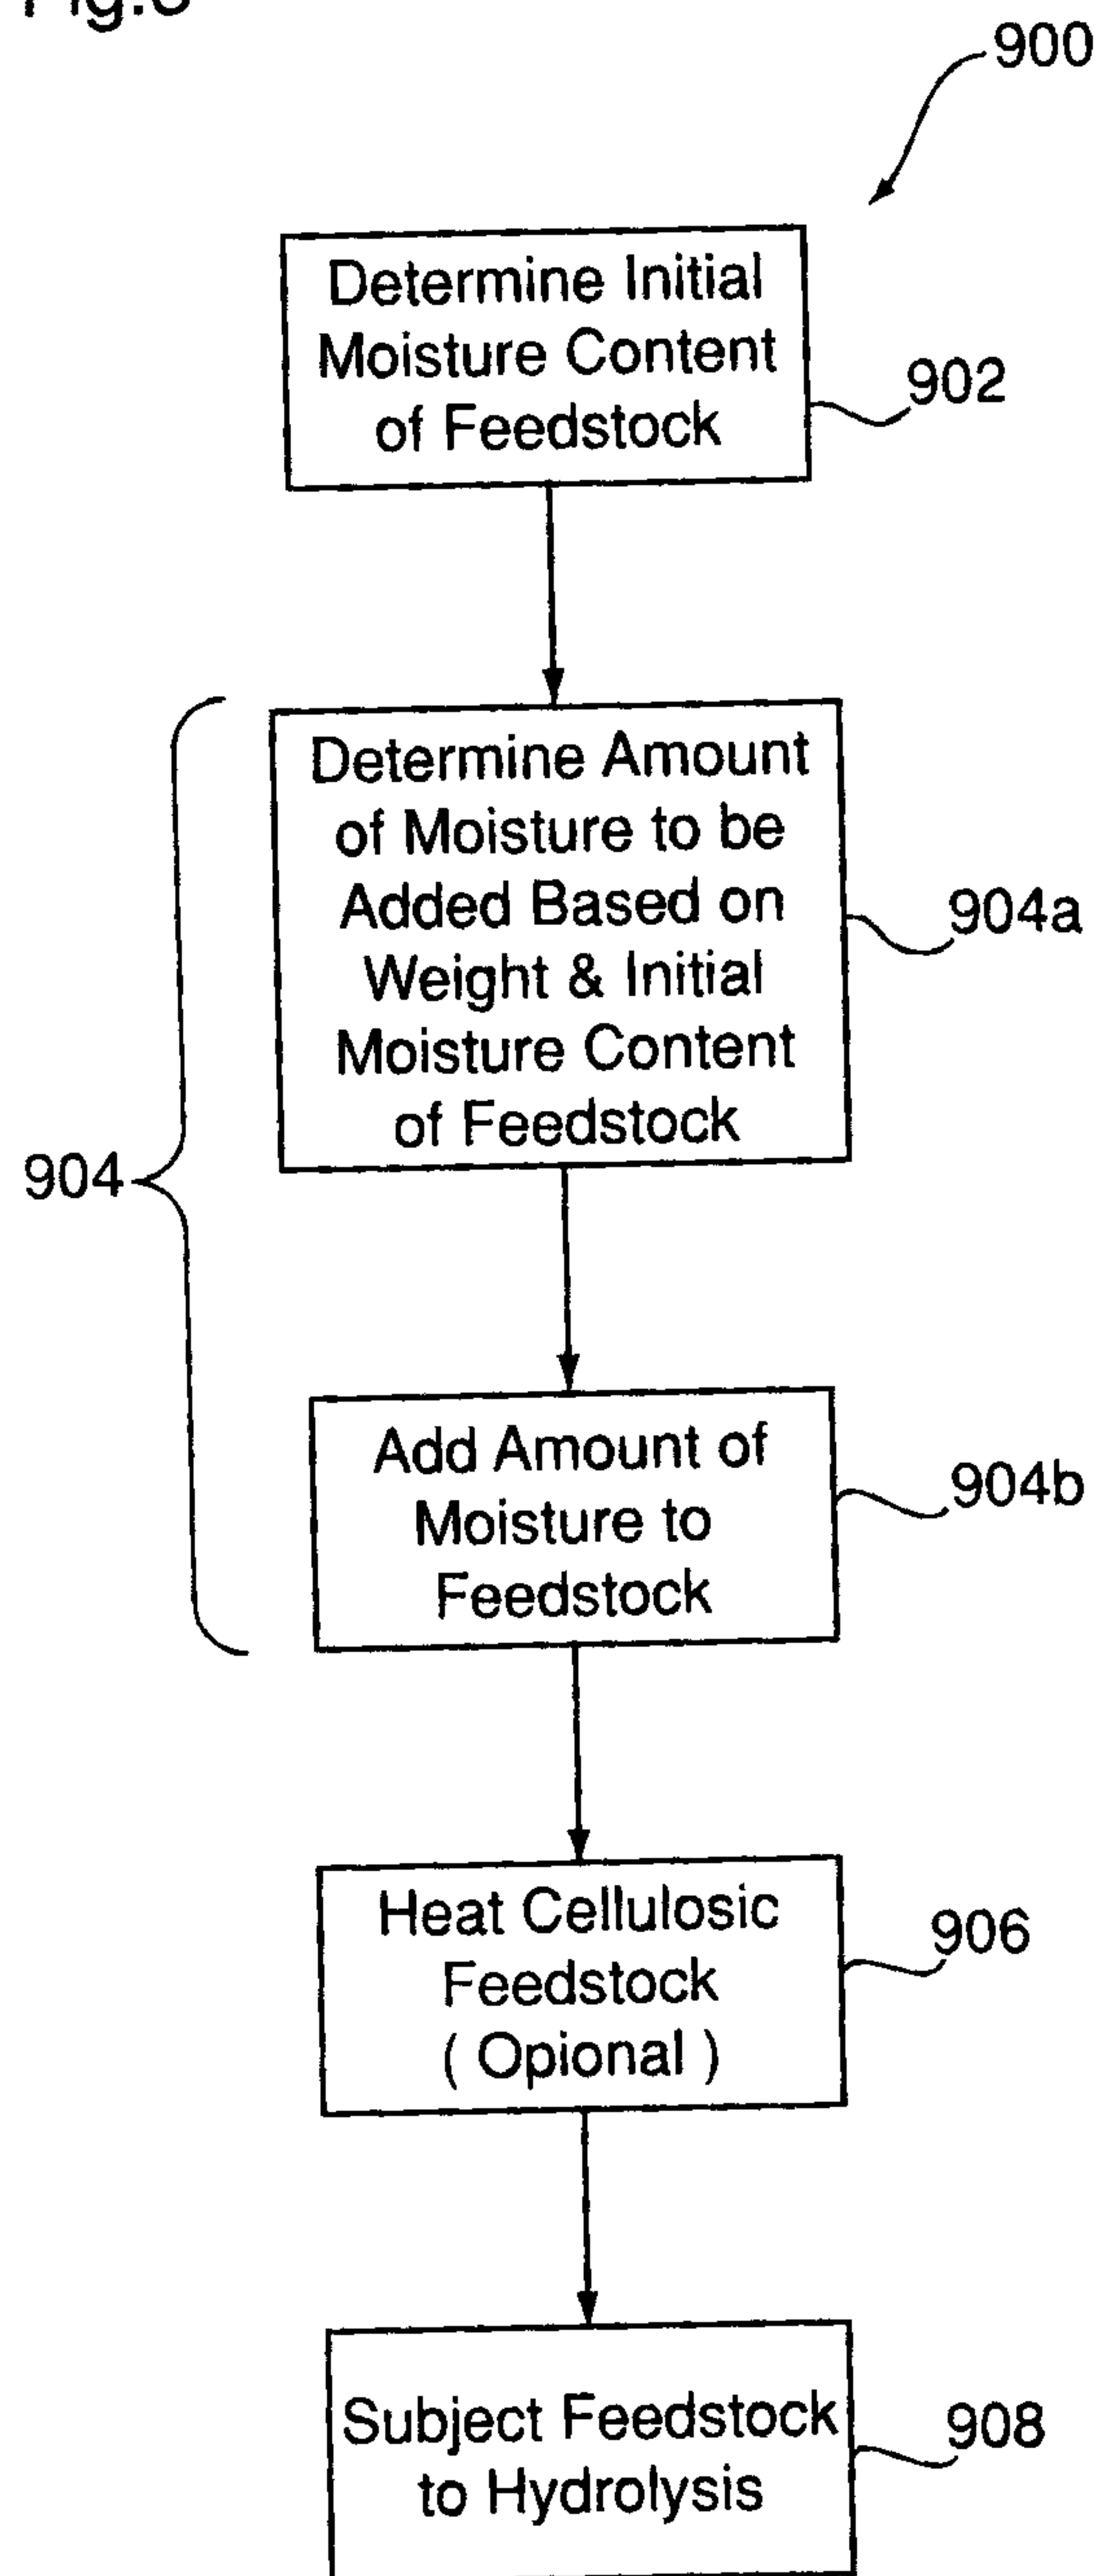 Fig.
900
Determine Initial
Moisture Content
of Feedstock
902
Determine Amount
of Moisture to be
Added Based on
Weight & Initial
Moisture Content
of Feedstock
904a
904
Add Amount of
Moisture to
Feedstock
904b
Heat Cellulosic
Feedstock
( Opional )
906
Subject Feedstock
to Hydrolysis
908